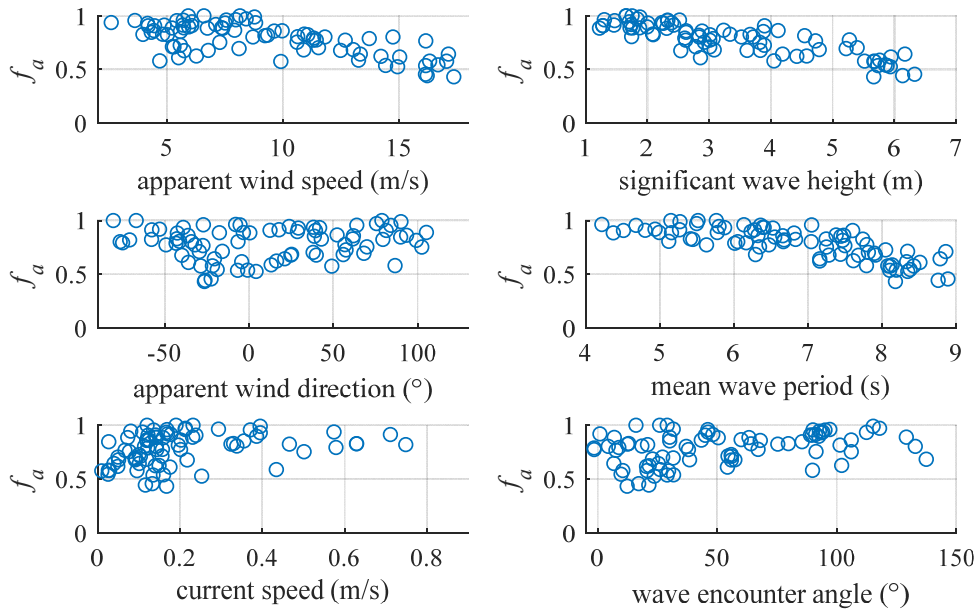 1
0.5
0
f_a
5 10 15
apparent wind speed (m/s)
1
0.5
0
f_a
1 2 3 4 5 6 7
significant wave height (m)
1
0.5
0
f_a
-50 0 50 100
apparent wind direction (°)
1
0.5
0
f_a
4 5 6 7 8 9
mean wave period (s)
1
0.5
0
f_a
0 0.2 0.4 0.6 0.8
current speed (m/s)
1
0.5
0
f_a
0 50 100 150
wave encounter angle (°)